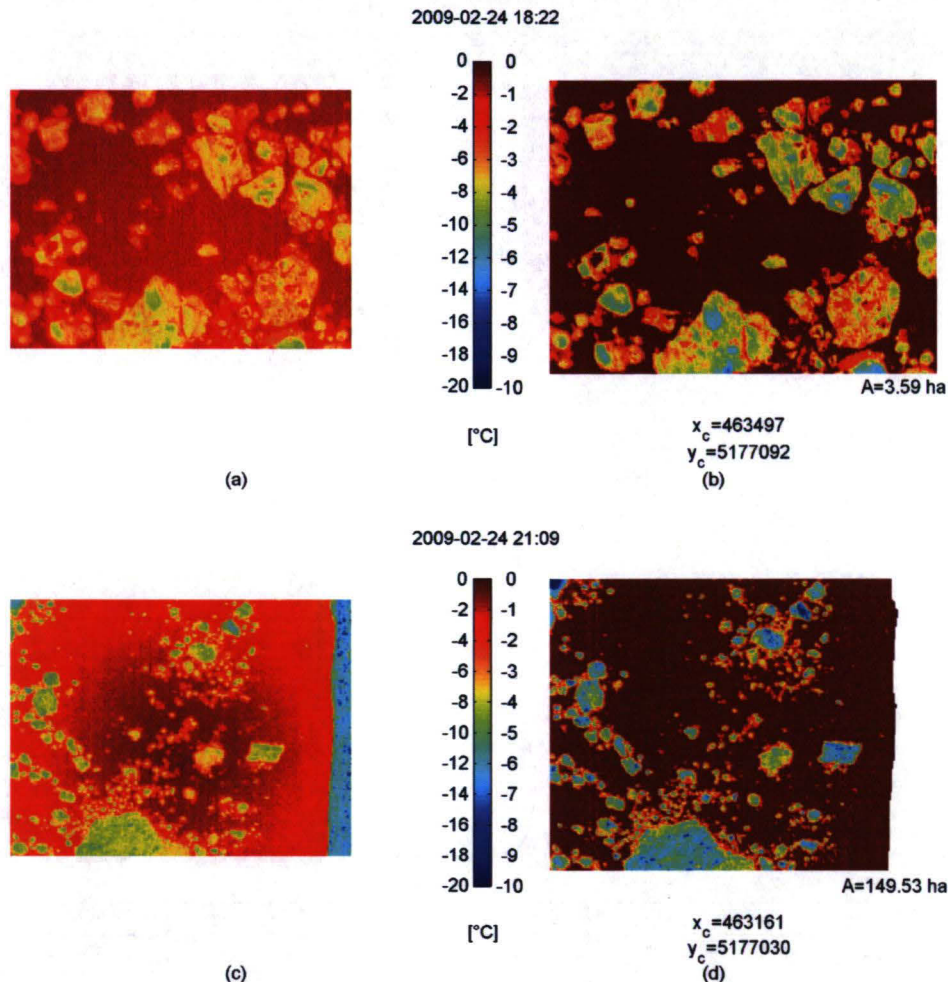 2009-02-24 18:22
0 0
-2 -1
-4 -2
-6 -3
-8 -4
-10 -5
-12 -6
-14 -7
-16 -8
-18 -9
-20 -10
A=3.59 ha
[°C]
x_c=463497
y_c=5177092
(a) (b)
2009-02-24 21:09
0 0
-2 -1
-4 -2
-6 -3
-8 -4
-10 -5
-12 -6
-14 -7
-16 -8
-18 -9
-20 -10
A=149.53 ha
[°C]
x_c=463161
y_c=5177030
(c) (d)